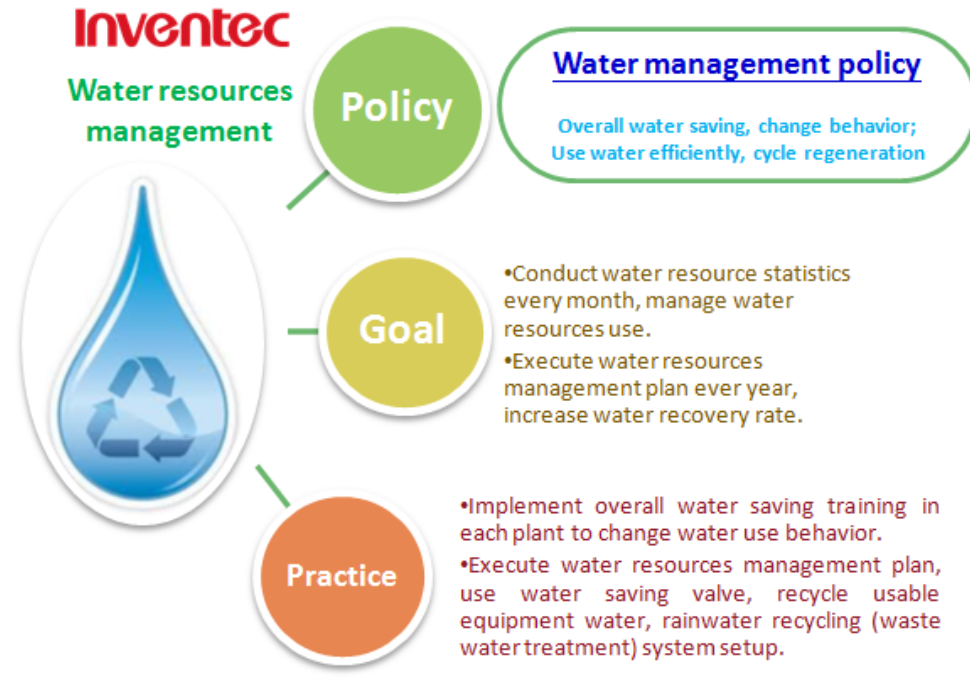 Inventec
Water resources
management
Policy
Water management policy
Overall water saving, change behavior;
Use water efficiently, cycle regeneration
Goal
•Conduct water resource statistics
every month, manage water
resources use.
•Execute water resources
management plan ever year,
increase water recovery rate.
Practice
•Implement overall water saving training in
each plant to change water use behavior.
•Execute water resources management plan,
use water saving valve, recycle usable
equipment water, rainwater recycling (waste
water treatment) system setup.